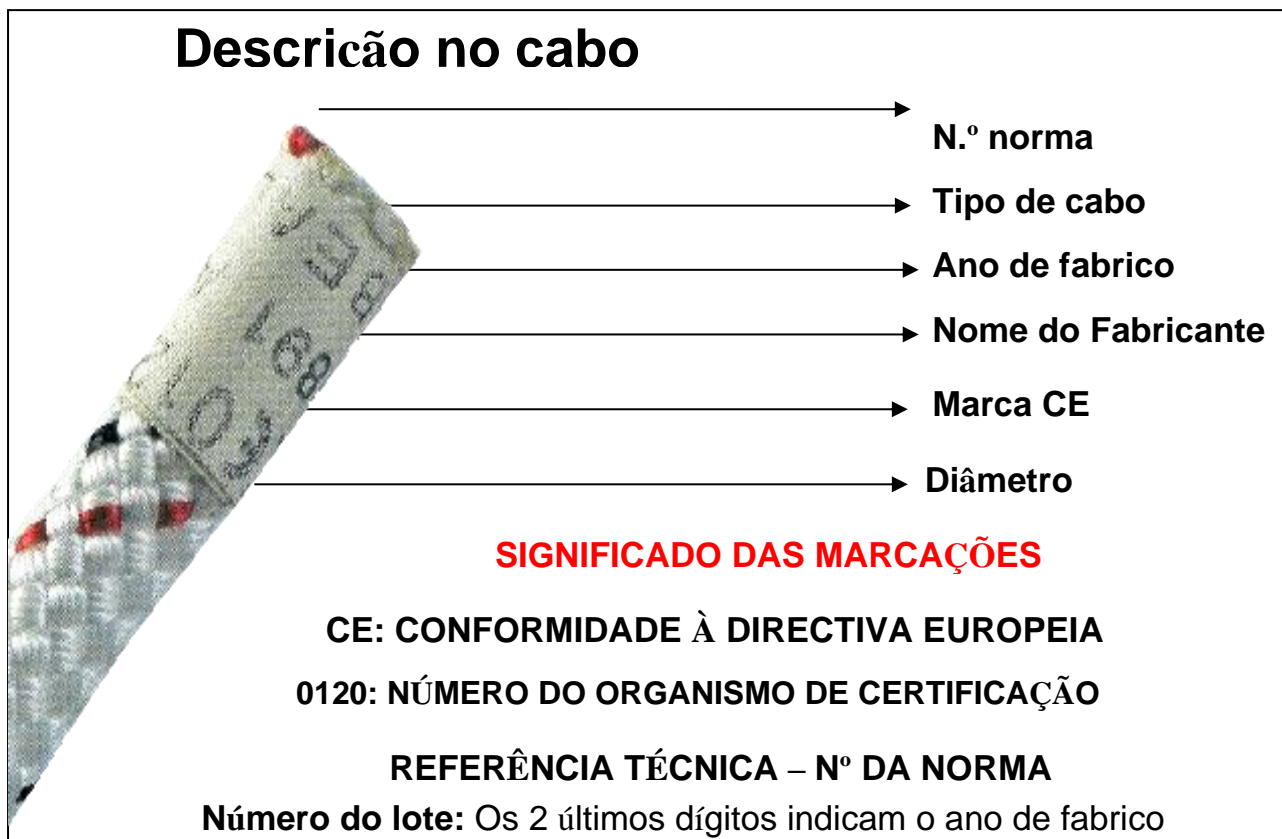 Descricão no cabo
N.º norma
Tipo de cabo
Ano de fabrico
Nome do Fabricante
Marca CE
Diâmetro
SIGNIFICADO DAS MARCAÇÕES
CE: CONFORMIDADE À DIRECTIVA EUROPEIA
0120: NÚMERO DO ORGANISMO DE CERTIFICAÇÃO
REFERÊNCIA TÉCNICA – Nº DA NORMA
Número do lote: Os 2 últimos dígitos indicam o ano de fabrico